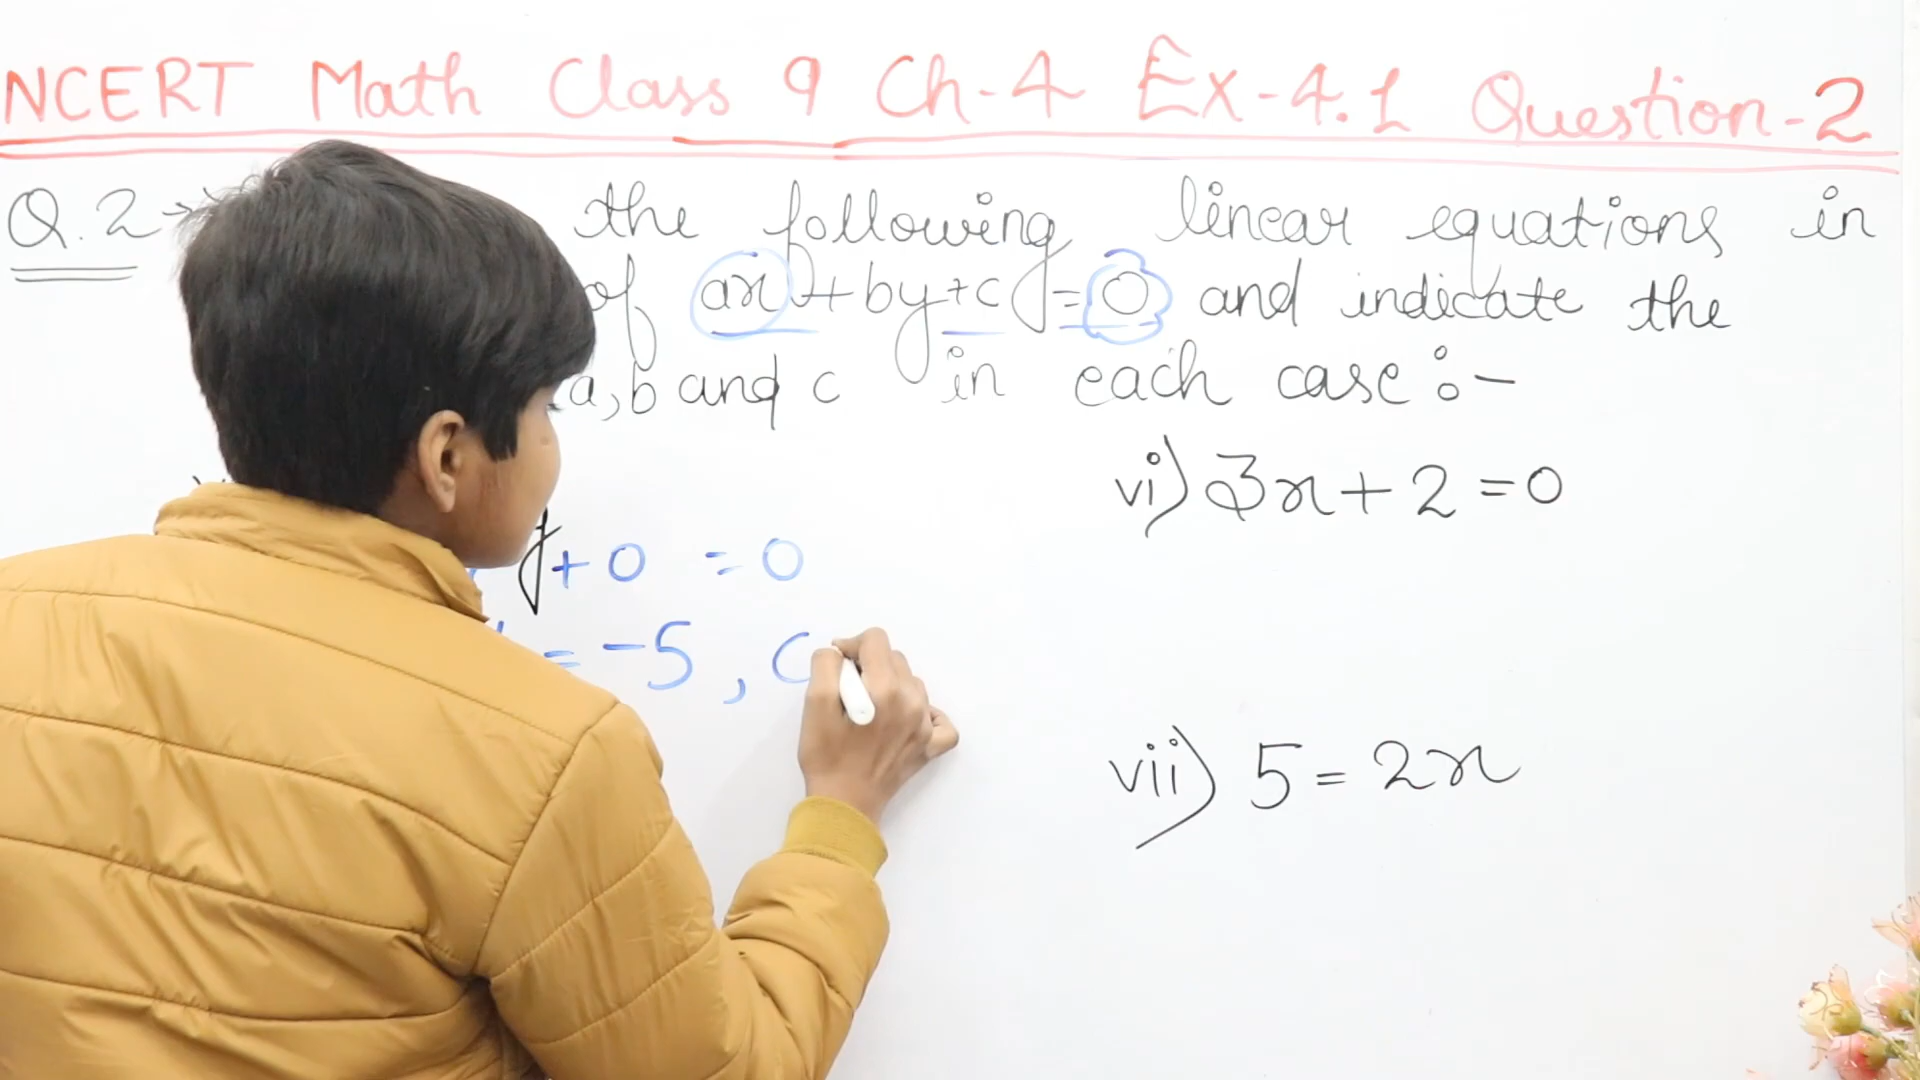 NCERT Math Class 9 Ch-4 Ex-4.1 Question-2
Q.2→ the following linear equations in
of ax+by+c=0 and indicate the
a,b and c in each case :-
vi) 3x+2=0
y+0 =0
= -5 , c
vii) 5=2x